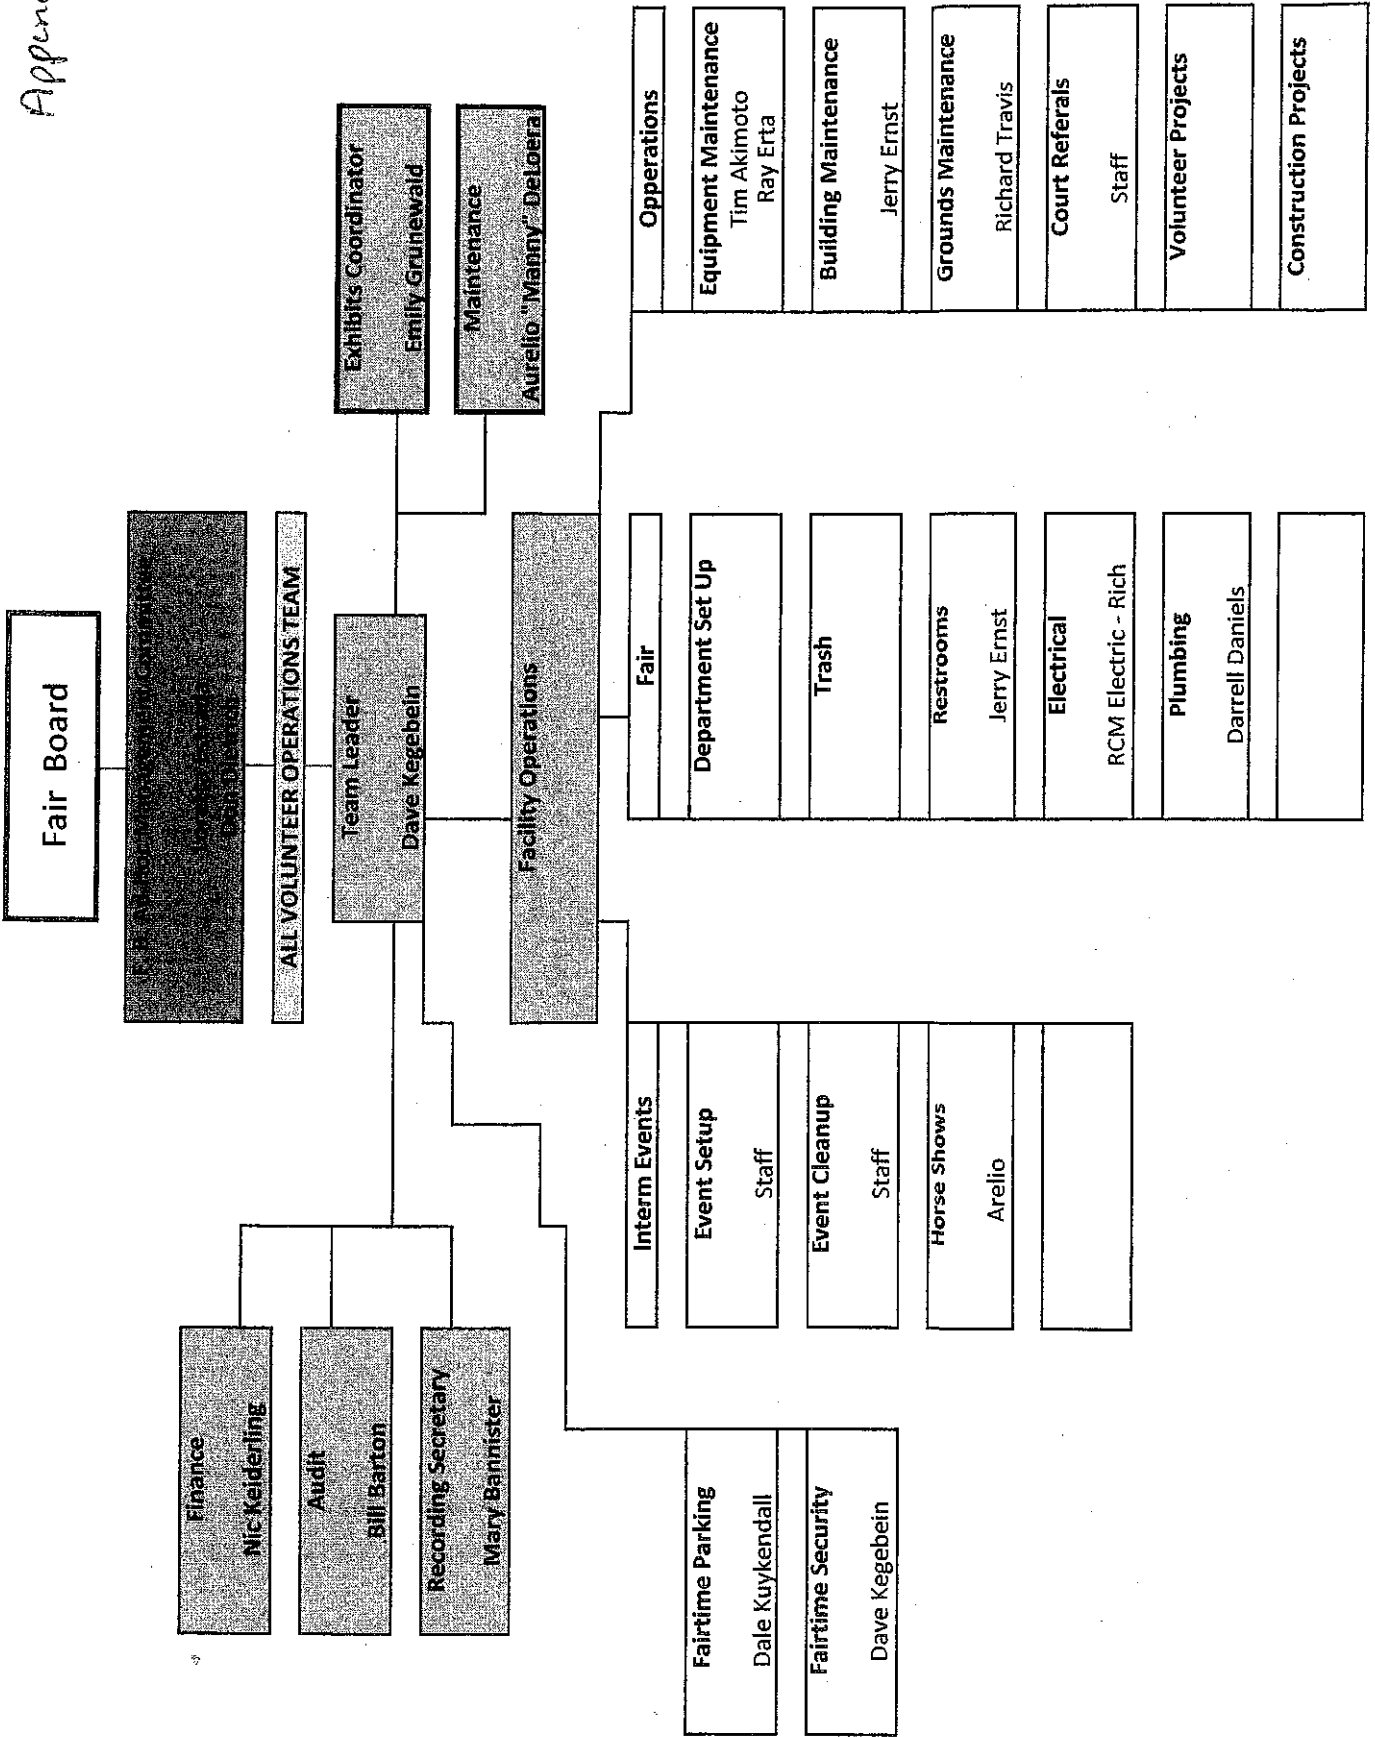 Fair Board
Management Committee
ALL VOLUNTEER OPERATIONS TEAM
Team Leader
Dave Kegebein
Finance
Nic Keiderling
Audit
Bill Barton
Recording Secretary
Mary Bannister
Exhibits Coordinator
Emily Grunewald
Maintenance
Aurelio "Manny" DeLoera
Facility Operations
Fairtime Parking
Dale Kuykendall
Fairtime Security
Dave Kegebein
Interm Events
Event Setup
Staff
Event Cleanup
Staff
Horse Shows
Arelio
Fair
Department Set Up
Trash
Restrooms
Jerry Ernst
Electrical
RCM Electric - Rich
Plumbing
Darrell Daniels
Opperations
Equipment Maintenance
Tim Akimoto
Ray Erta
Building Maintenance
Jerry Ernst
Grounds Maintenance
Richard Travis
Court Referals
Staff
Volunteer Projects
Construction Projects